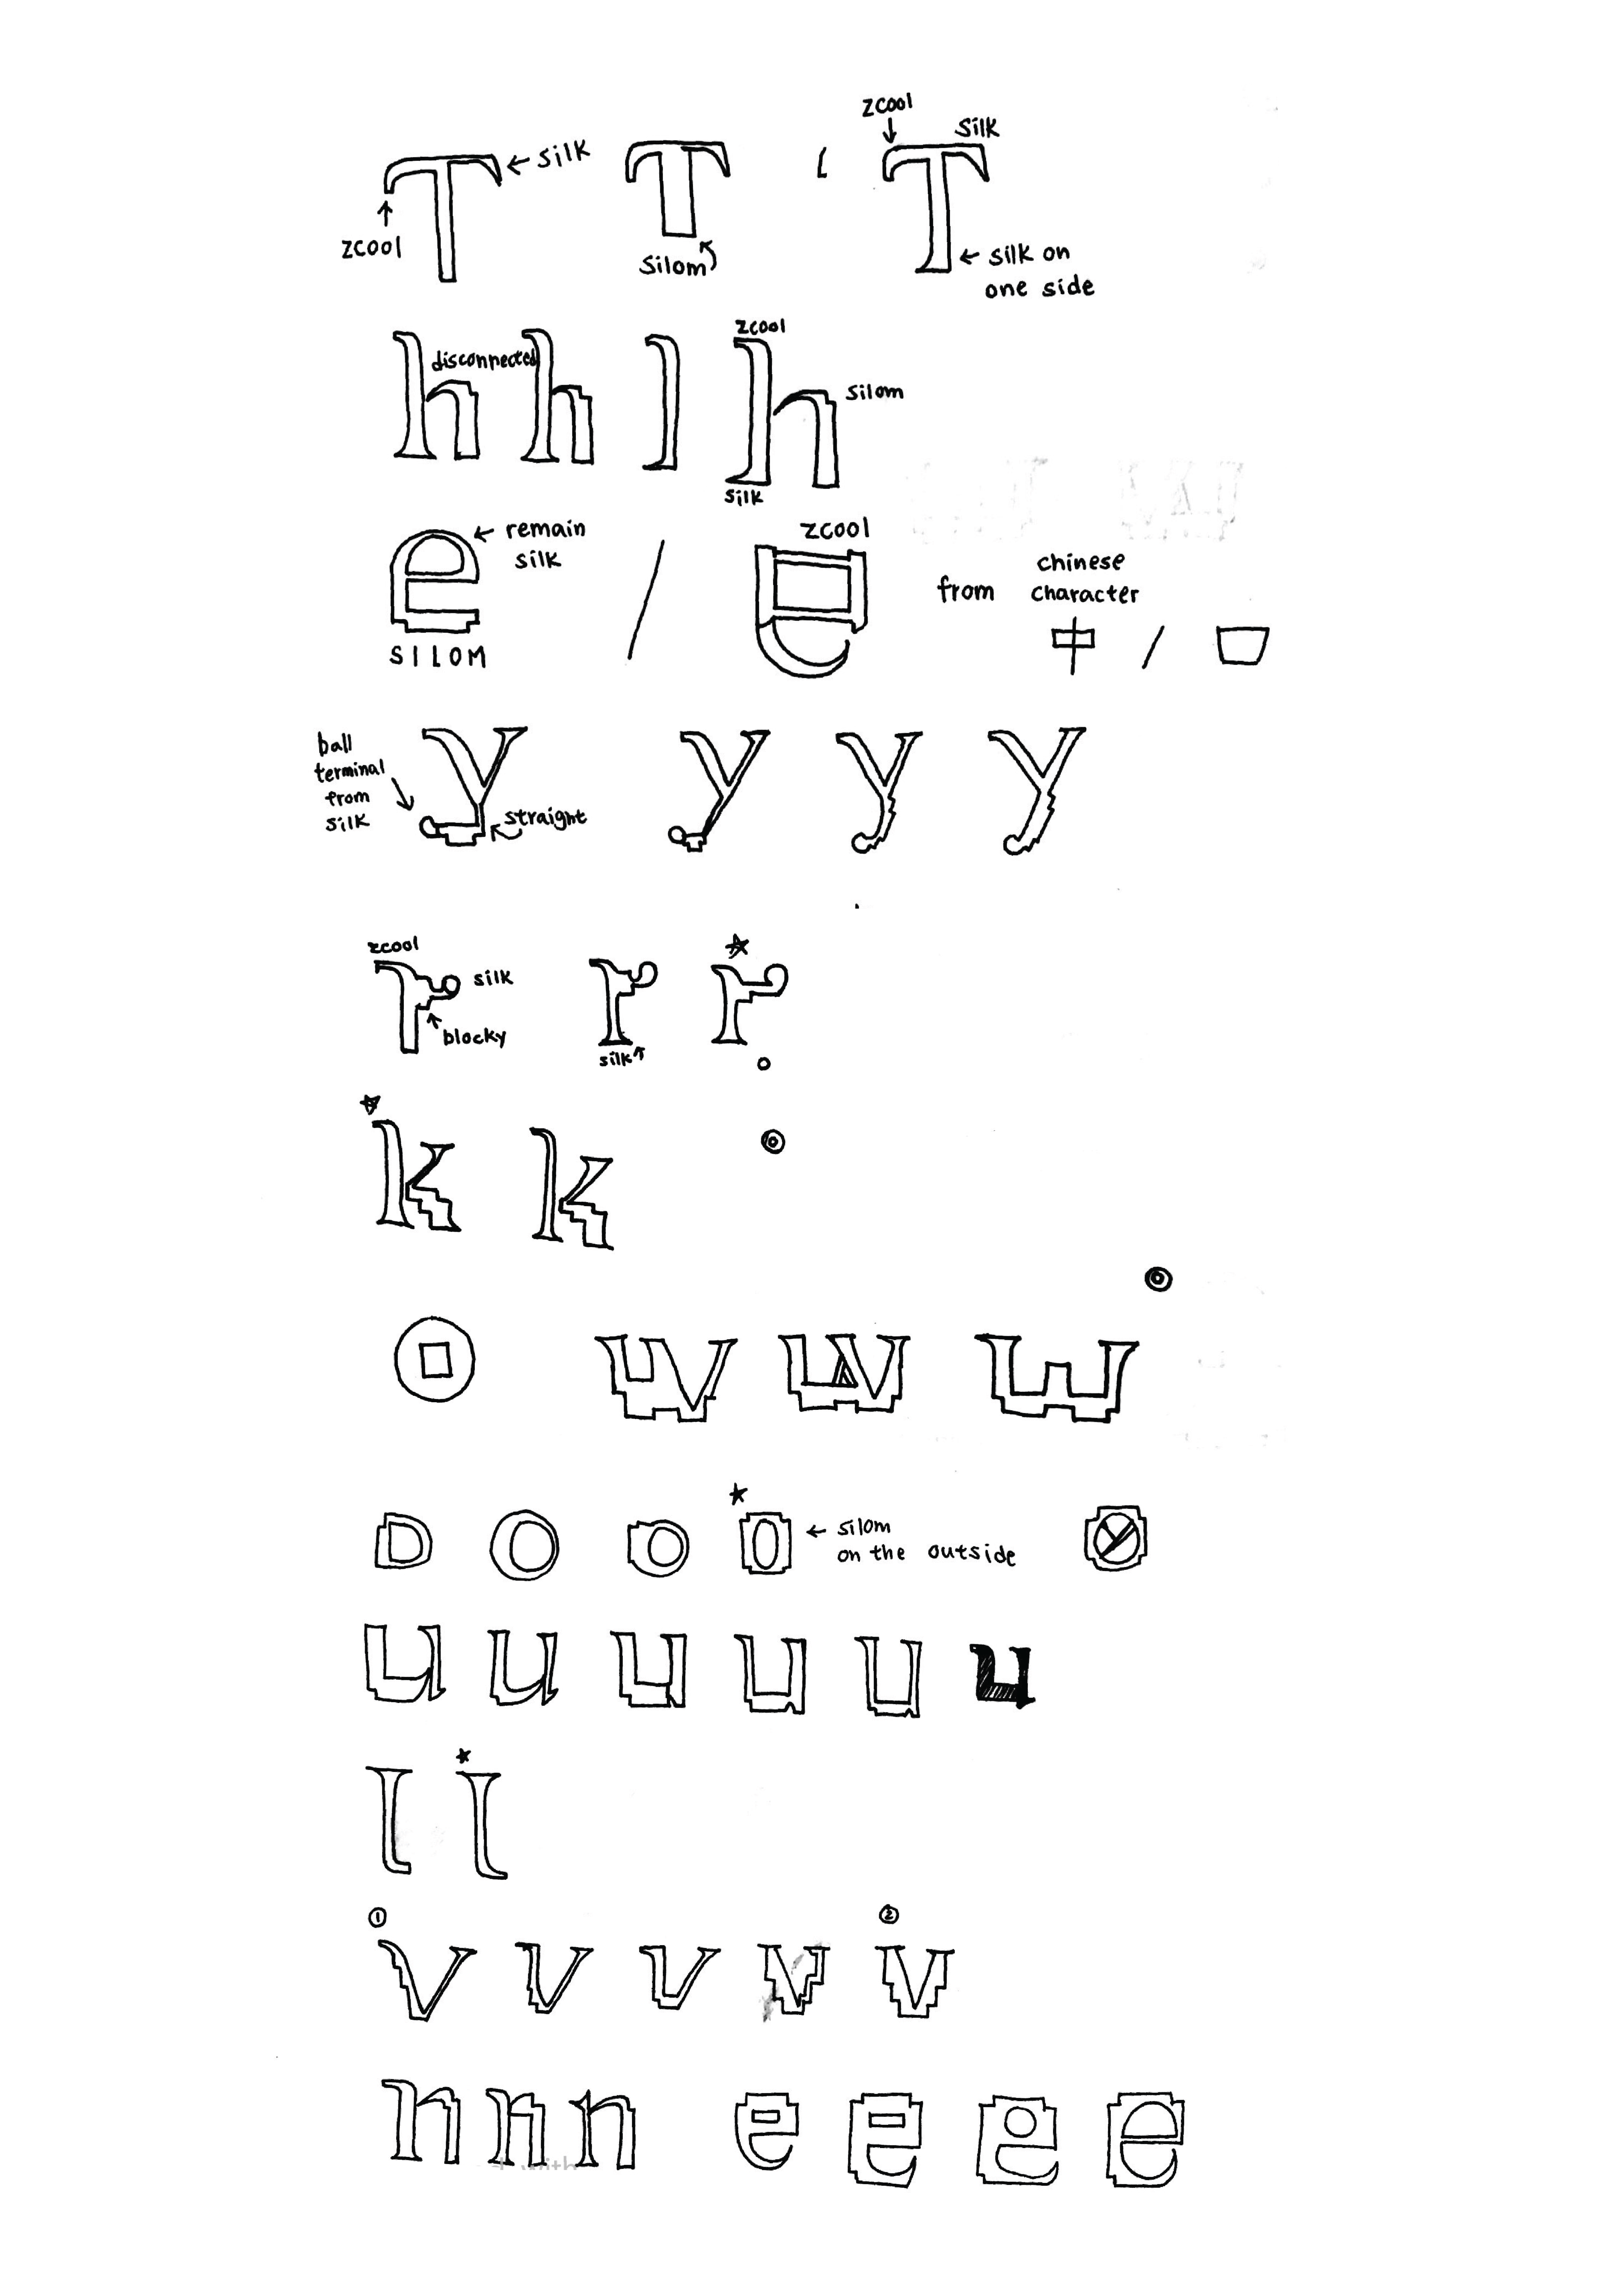 zcool
silk
T T ( T
silk
zcool
silom
silk on
one side
zcool
disconnected
h h l h
silom
silk
e
remain
silk
/
e
zcool
from
chinese
character
中 / 口
SILOM
ball
terminal
from
silk
y y y y
straight
zcool
r r r
silk
blocky
silk
k k
w w w
o o o o
silom
on the outside
u u u u u u
l l
① ②
v v v v v
n n n e e e e